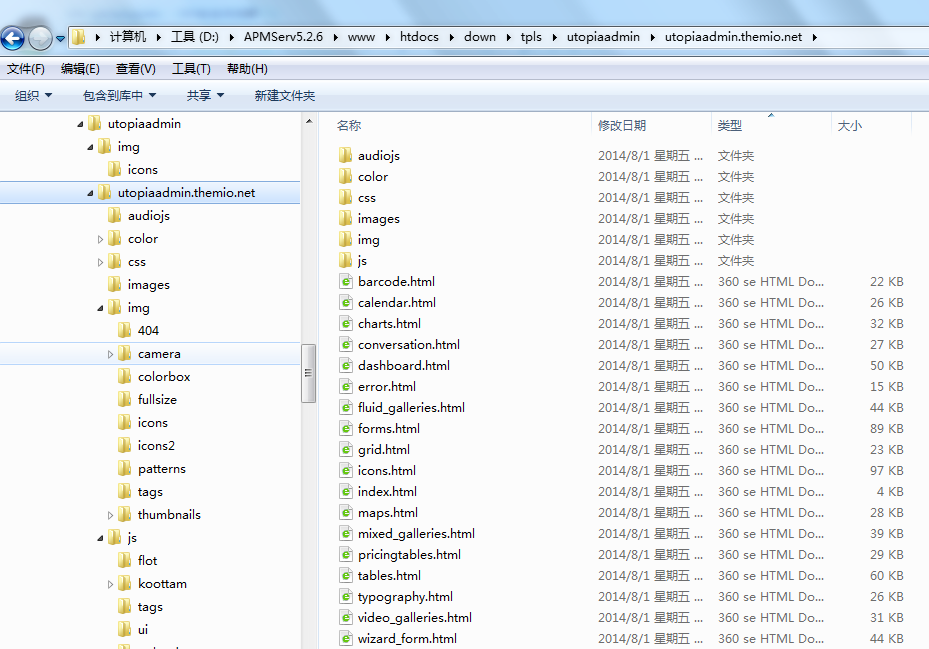 计算机 工具 (D:) APMServ5.2.6 www htdocs down tpls utopiaadmin utopiaadmin.themio.net
文件(F) 编辑(E) 查看(V) 工具(T) 帮助(H)
组织 包含到库中 共享 新建文件夹
utopiaadmin
img
icons
utopiaadmin.themio.net
audiojs
color
css
images
img
404
camera
colorbox
fullsize
icons
icons2
patterns
tags
thumbnails
js
flot
koottam
tags
ui
名称 修改日期 类型 大小
audiojs 2014/8/1 星期五 ... 文件夹
color 2014/8/1 星期五 ... 文件夹
css 2014/8/1 星期五 ... 文件夹
images 2014/8/1 星期五 ... 文件夹
img 2014/8/1 星期五 ... 文件夹
js 2014/8/1 星期五 ... 文件夹
barcode.html 2014/8/1 星期五 ... 360 se HTML Do... 22 KB
calendar.html 2014/8/1 星期五 ... 360 se HTML Do... 26 KB
charts.html 2014/8/1 星期五 ... 360 se HTML Do... 32 KB
conversation.html 2014/8/1 星期五 ... 360 se HTML Do... 27 KB
dashboard.html 2014/8/1 星期五 ... 360 se HTML Do... 50 KB
error.html 2014/8/1 星期五 ... 360 se HTML Do... 15 KB
fluid_galleries.html 2014/8/1 星期五 ... 360 se HTML Do... 44 KB
forms.html 2014/8/1 星期五 ... 360 se HTML Do... 89 KB
grid.html 2014/8/1 星期五 ... 360 se HTML Do... 23 KB
icons.html 2014/8/1 星期五 ... 360 se HTML Do... 97 KB
index.html 2014/8/1 星期五 ... 360 se HTML Do... 4 KB
maps.html 2014/8/1 星期五 ... 360 se HTML Do... 28 KB
mixed_galleries.html 2014/8/1 星期五 ... 360 se HTML Do... 39 KB
pricingtables.html 2014/8/1 星期五 ... 360 se HTML Do... 29 KB
tables.html 2014/8/1 星期五 ... 360 se HTML Do... 60 KB
typography.html 2014/8/1 星期五 ... 360 se HTML Do... 26 KB
video_galleries.html 2014/8/1 星期五 ... 360 se HTML Do... 31 KB
wizard_form.html 2014/8/1 星期五 ... 360 se HTML Do... 44 KB